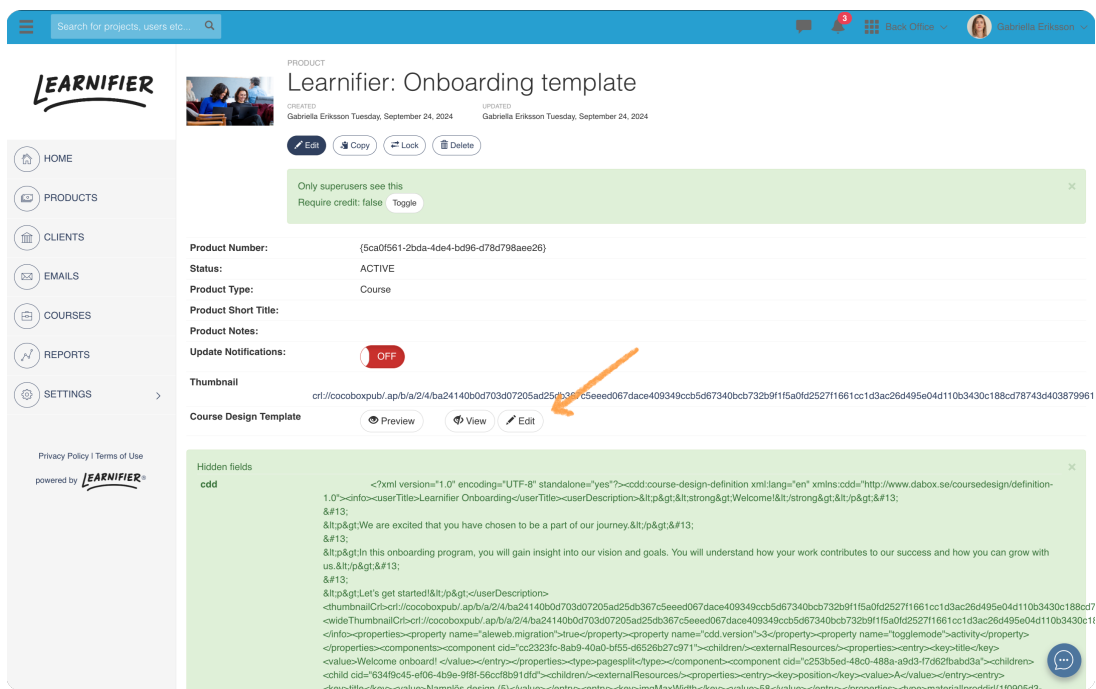 Search for projects, users etc...
3
Back Office
Gabriella Eriksson
LEARNIFIER
HOME
PRODUCTS
CLIENTS
EMAILS
COURSES
REPORTS
SETTINGS
Privacy Policy | Terms of Use
powered by LEARNIFIER®
PRODUCT
Learnifier: Onboarding template
CREATED
Gabriella Eriksson Tuesday, September 24, 2024
UPDATED
Gabriella Eriksson Tuesday, September 24, 2024
Edit Copy Lock Delete
Only superusers see this
Require credit: false Toggle
Product Number: {5ca0f561-2bda-4de4-bd96-d78d798aee26}
Status: ACTIVE
Product Type: Course
Product Short Title:
Product Notes:
Update Notifications: OFF
Thumbnail
Course Design Template Preview View Edit
Hidden fields
cdd <?xml version="1.0" encoding="UTF-8" standalone="yes"?><cdd:course-design-definition xml:lang="en" xmlns:cdd="http://www.dabox.se/coursedesign/definition-
1.0"><info><userTitle>Learnifier Onboarding</userTitle><userDescription>&lt;p&gt;&lt;strong&gt;Welcome!&lt;/strong&gt;&lt;/p&gt;&#13;
&#13;
&lt;p&gt;We are excited that you have chosen to be a part of our journey.&lt;/p&gt;&#13;
&#13;
&lt;p&gt;In this onboarding program, you will gain insight into our vision and goals. You will understand how your work contributes to our success and how you can grow with
us.&lt;/p&gt;&#13;
&#13;
&lt;p&gt;Let's get started!&lt;/p&gt;</userDescription>
</info><properties><property name="aleweb.migration">true</property><property name="cdd.version">3</property><property name="togglemode">activity</property>
</properties><components><component cid="cc2323fc-8ab9-40a0-bf55-d6526b27c971"><children/><externalResources/><properties><entry><key>title</key>
<value>Welcome onboard! </value></entry></properties><type>pagesplit</type></component><component cid="c253b5ed-48c0-488a-a9d3-f7d62fbabd3a"><children>
<child cid="634f9c45-ef06-4b9e-9f8f-56ccf8b91dfd"><children/><externalResources/><properties><entry><key>position</key><value>A</value></entry><entry>